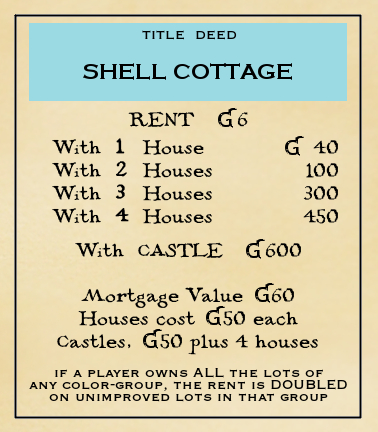 TITLE DEED
SHELL COTTAGE
RENT G6
With 1 House G 40
With 2 Houses 100
With 3 Houses 300
With 4 Houses 450
With CASTLE G600
Mortgage Value G60
Houses cost G50 each
Castles, G50 plus 4 houses
IF A PLAYER OWNS ALL THE LOTS OF
ANY COLOR-GROUP, THE RENT IS DOUBLED
ON UNIMPROVED LOTS IN THAT GROUP